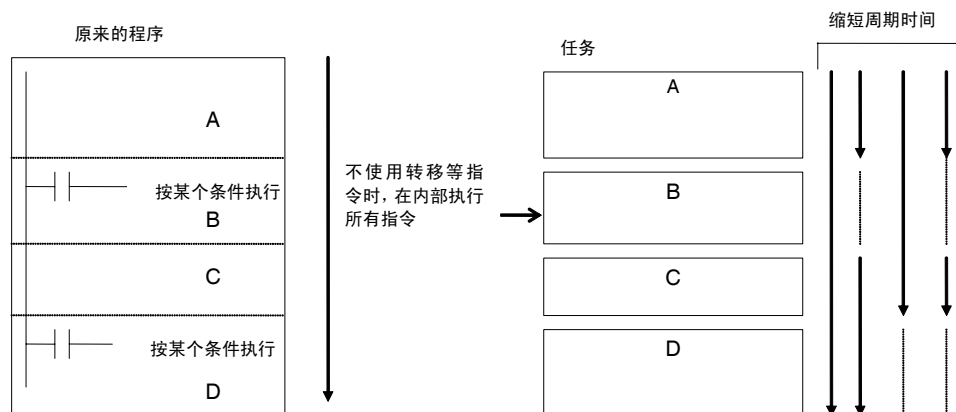 原来的程序
A
按某个条件执行
B
C
按某个条件执行
D
不使用转移等指
令时，在内部执行
所有指令
任务
缩短周期时间
A
B
C
D